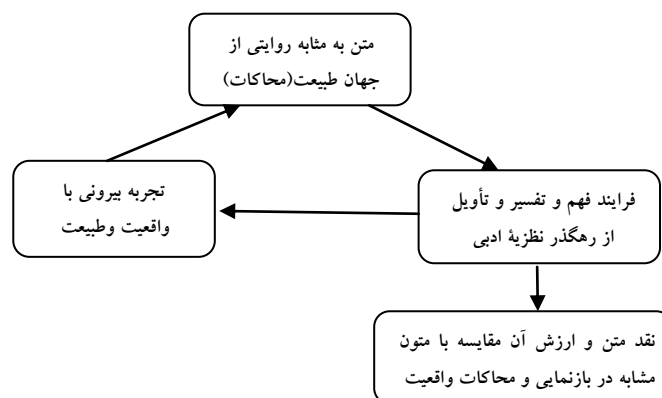 متن به مثابه روایتی از
جهان طبیعت(محاکات)
تجربه بیرونی با
واقعیت وطبیعت
فرایند فهم و تفسیر و تأویل
از رهگذر نظزیۀ ادبی
نقد متن و ارزش آن مقایسه با متون
مشابه در بازنمایی و محاکات واقعیت